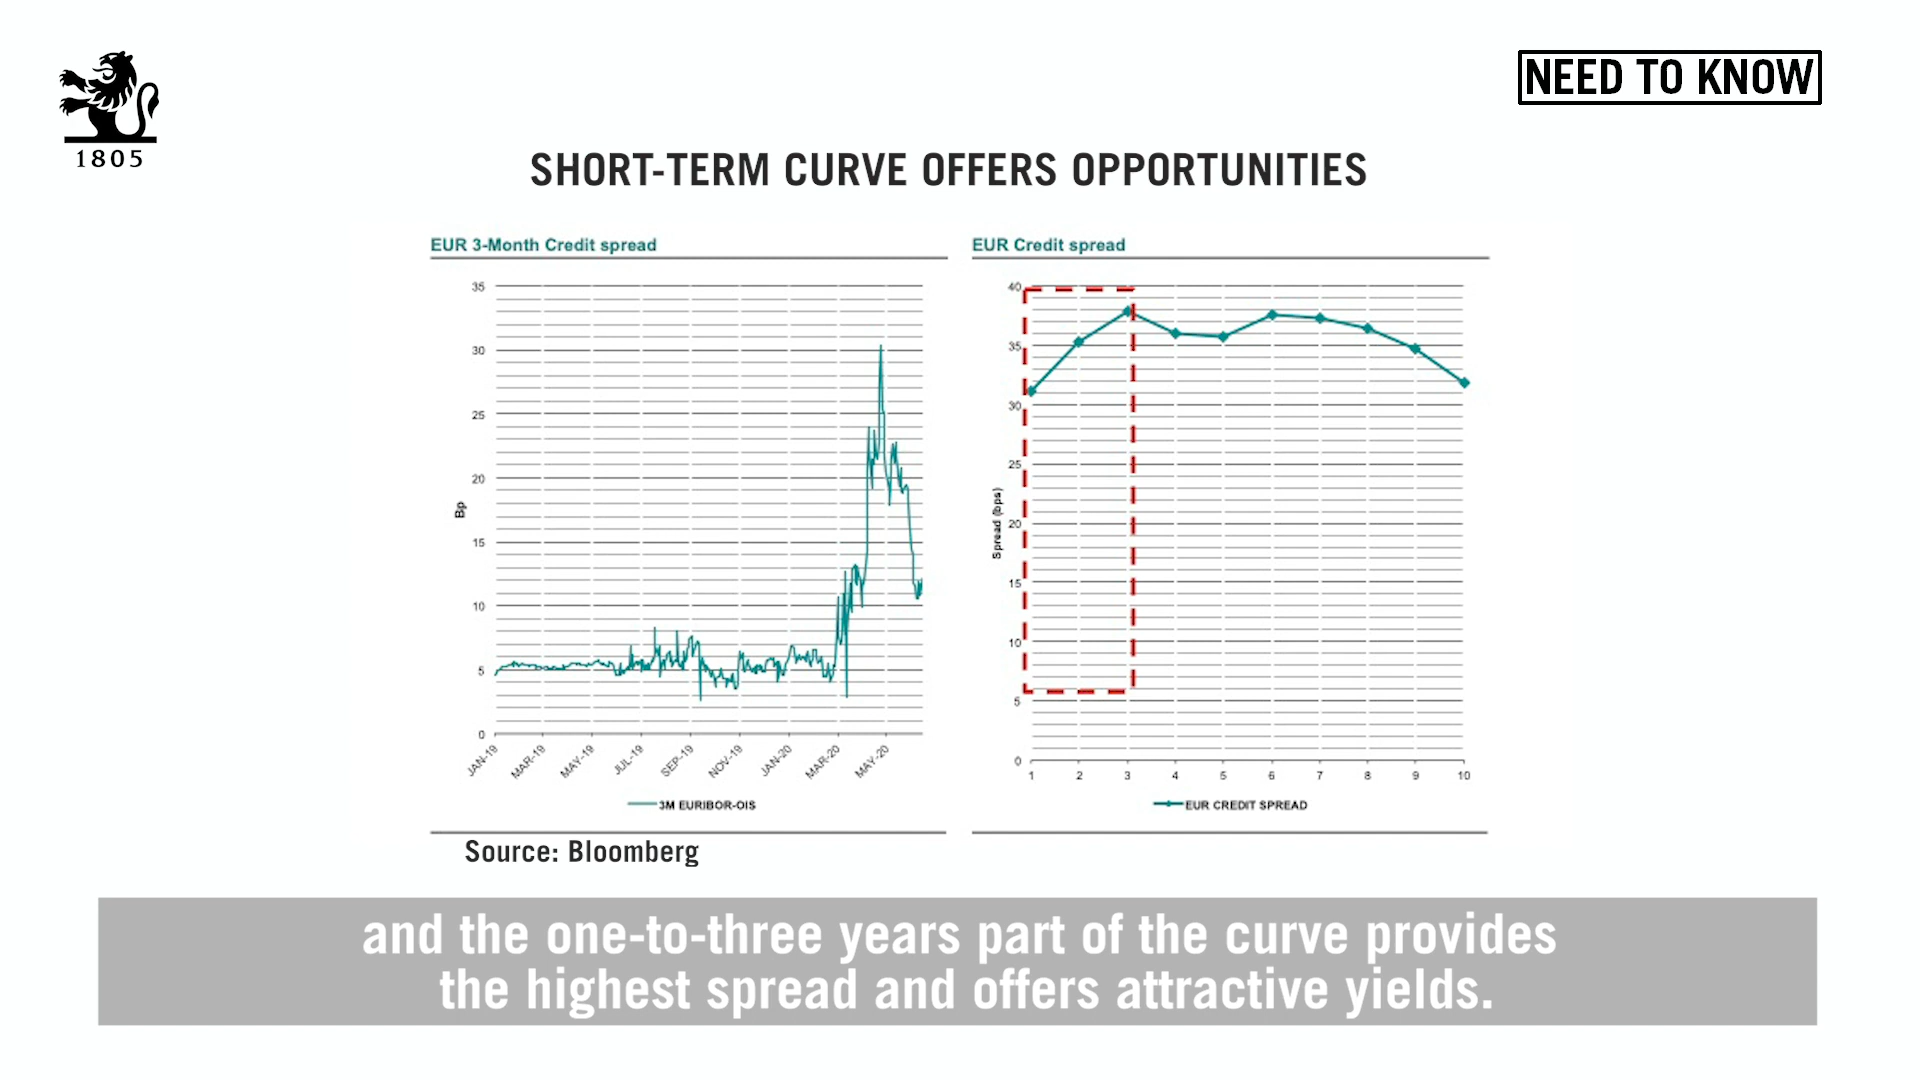 NEED TO KNOW
1805
SHORT-TERM CURVE OFFERS OPPORTUNITIES
EUR 3-Month Credit spread
35
30
25
20
15
10
5
0
Bp
JAN-19
MAR-19
MAY-19
JUL-19
SEP-19
NOV-19
JAN-20
MAR-20
MAY-20
3M EURIBOR-OIS
EUR Credit spread
40
35
30
25
20
15
10
5
0
Spread (bps)
1 2 3 4 5 6 7 8 9 10
EUR CREDIT SPREAD
Source: Bloomberg
and the one-to-three years part of the curve provides
the highest spread and offers attractive yields.